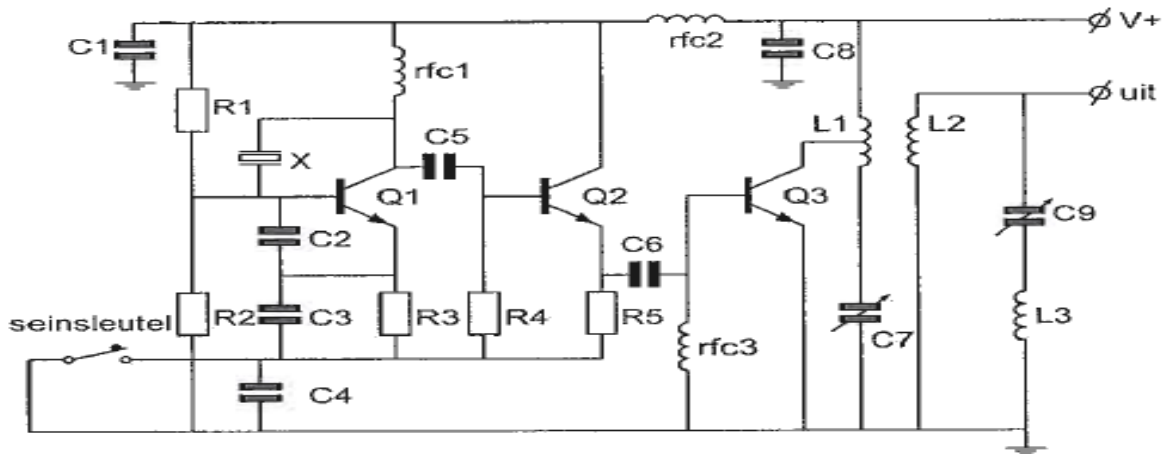 C1
rfc2
C8
V+
rfc1
R1
uit
C5
L1
L2
X
Q1
Q2
Q3
C2
C6
C9
seinsleutel
R2
C3
R3
R4
R5
L3
rfc3
C7
C4